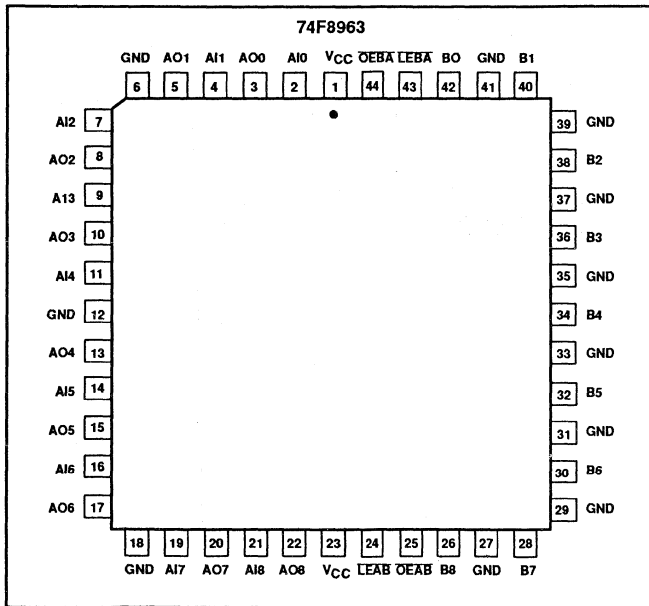 74F8963
GND AO1 AI1 AO0 AI0 VCC OEBA LEBA BO GND B1
6 5 4 3 2 1 44 43 42 41 40
AI2 7 39 GND
AO2 8 38 B2
A13 9 37 GND
AO3 10 36 B3
AI4 11 35 GND
GND 12 34 B4
AO4 13 33 GND
AI5 14 32 B5
AO5 15 31 GND
AI6 16 30 B6
AO6 17 29 GND
18 19 20 21 22 23 24 25 26 27 28
GND AI7 AO7 AI8 AO8 VCC LEAB OEAB B8 GND B7